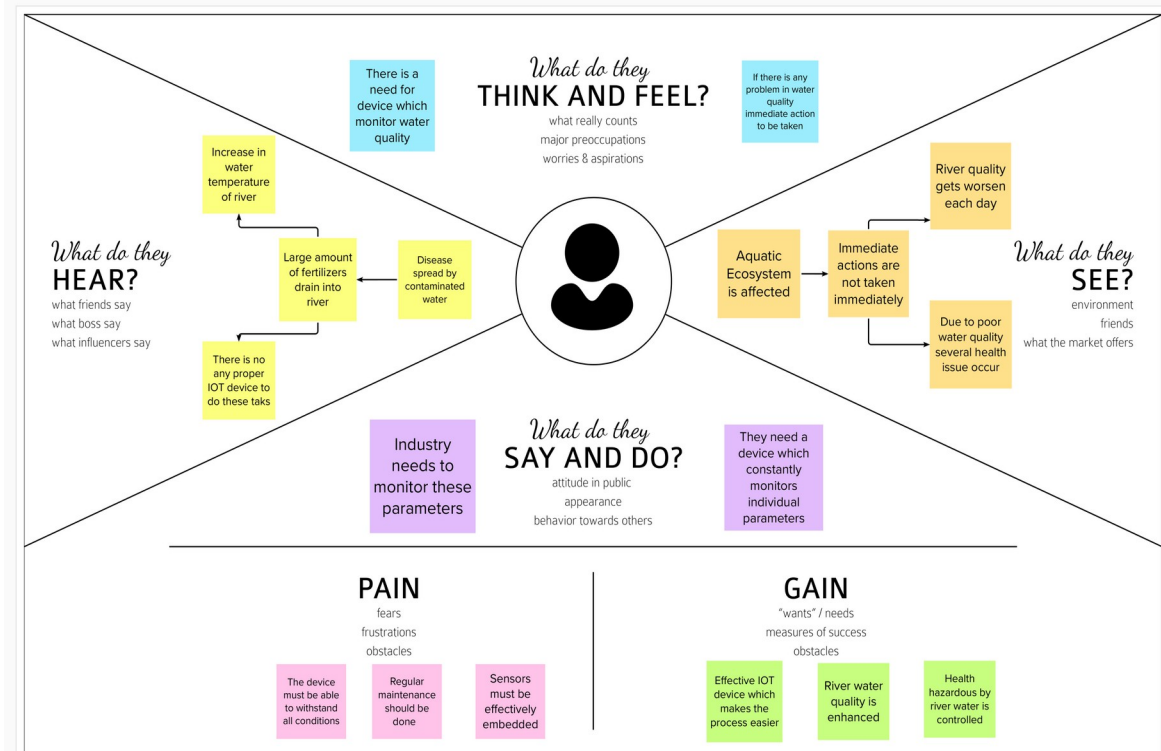 What do they
THINK AND FEEL?
what really counts
major preoccupations
worries & aspirations
There is a
need for
device which
monitor water
quality
If there is any
problem in water
quality
immediate action
to be taken
What do they
HEAR?
what friends say
what boss say
what influencers say
Increase in
water
temperature
of river
Large amount
of fertilizers
drain into
river
Disease
spread by
contaminated
water
There is no
any proper
IOT device to
do these taks
What do they
SEE?
environment
friends
what the market offers
Aquatic
Ecosystem
is affected
Immediate
actions are
not taken
immediately
River quality
gets worsen
each day
Due to poor
water quality
several health
issue occur
What do they
SAY AND DO?
attitude in public
appearance
behavior towards others
Industry
needs to
monitor these
parameters
They need a
device which
constantly
monitors
individual
parameters
PAIN
fears
frustrations
obstacles
The device
must be able
to withstand
all conditions
Regular
maintenance
should be
done
Sensors
must be
effectively
embedded
GAIN
"wants" / needs
measures of success
obstacles
Effective IOT
device which
makes the
process easier
River water
quality is
enhanced
Health
hazardous by
river water is
controlled